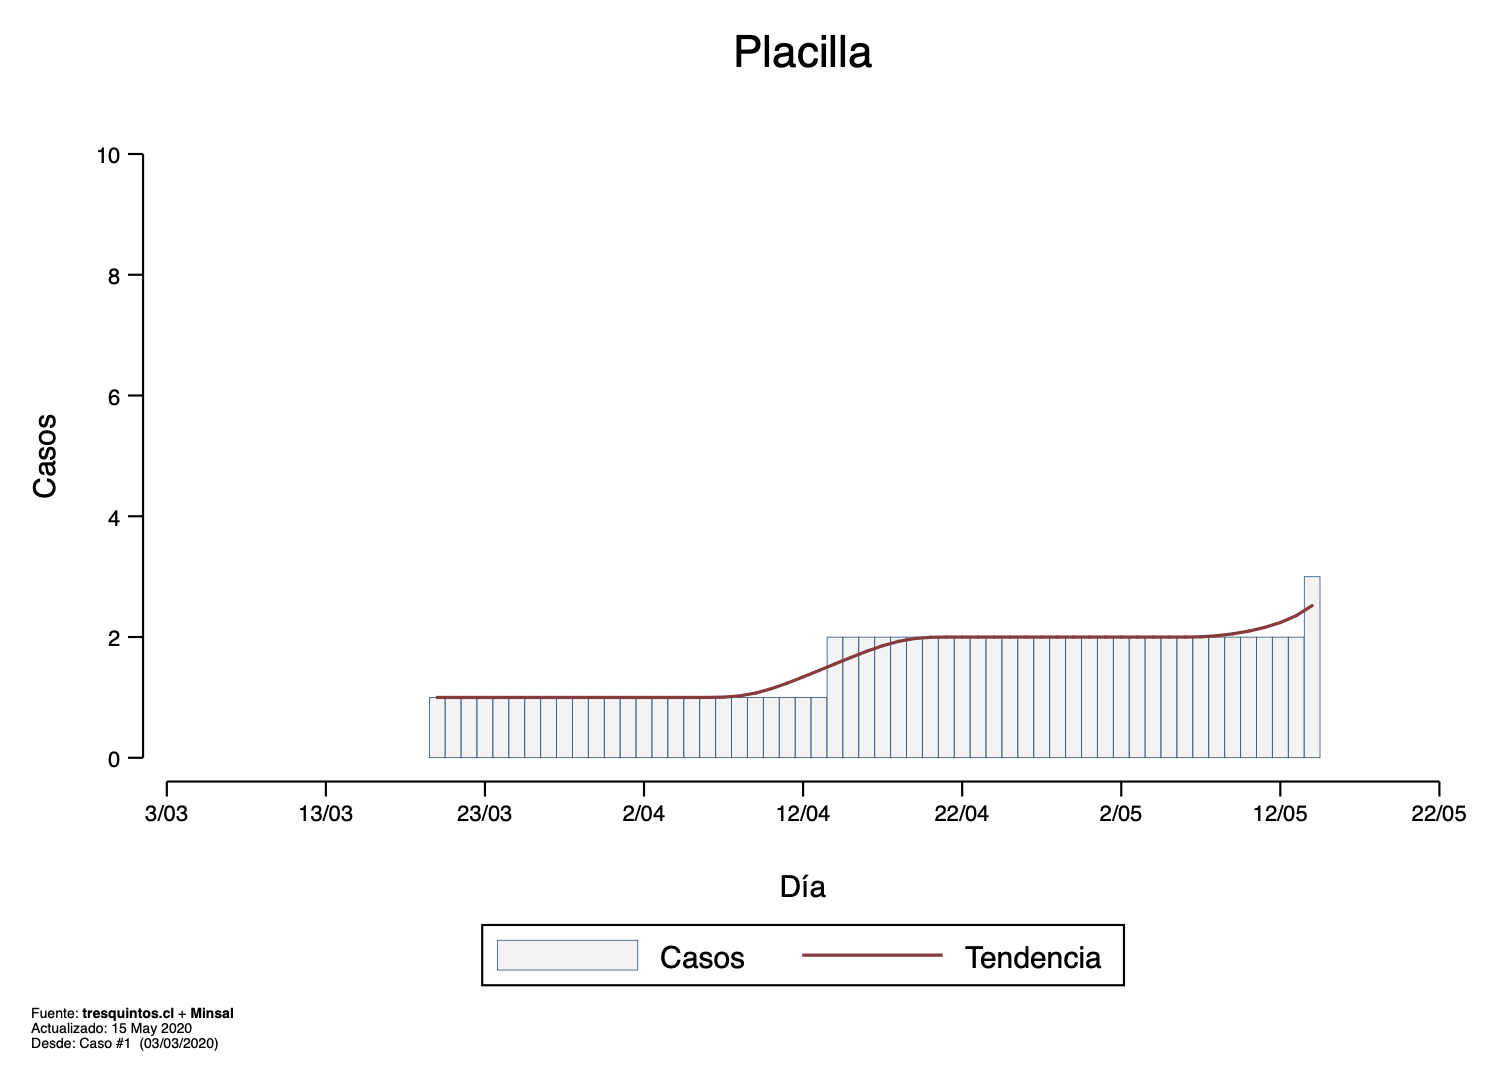 Placilla
Casos
10
8
6
4
2
0
3/03 13/03 23/03 2/04 12/04 22/04 2/05 12/05 22/05
Día
Casos Tendencia
Fuente: tresquintos.cl + Minsal
Actualizado: 15 May 2020
Desde: Caso #1 (03/03/2020)